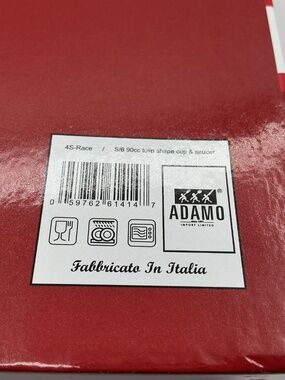 4S-Race / S/6 90cc tulip shape cup & saucer
0 59762 61414 7
ADAMO
IMPORT LIMITED
Fabbricato In Italia